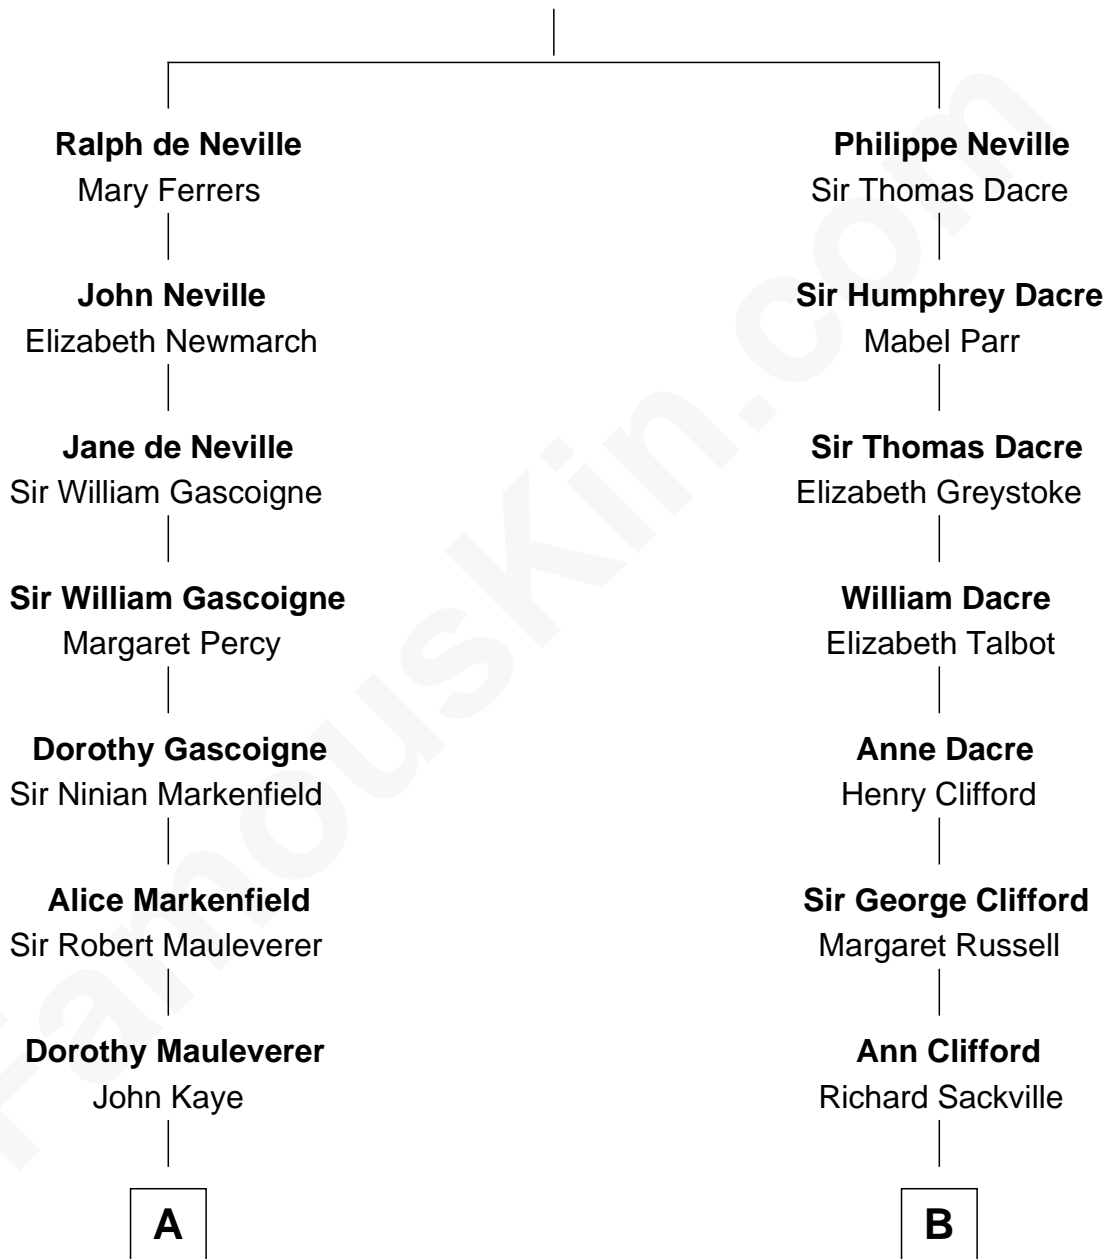 Ralph de Neville
Mary Ferrers
John Neville
Elizabeth Newmarch
Jane de Neville
Sir William Gascoigne
Sir William Gascoigne
Margaret Percy
Dorothy Gascoigne
Sir Ninian Markenfield
Alice Markenfield
Sir Robert Mauleverer
Dorothy Mauleverer
John Kaye
A
Philippe Neville
Sir Thomas Dacre
Sir Humphrey Dacre
Mabel Parr
Sir Thomas Dacre
Elizabeth Greystoke
William Dacre
Elizabeth Talbot
Anne Dacre
Henry Clifford
Sir George Clifford
Margaret Russell
Ann Clifford
Richard Sackville
B
FamousKin.com